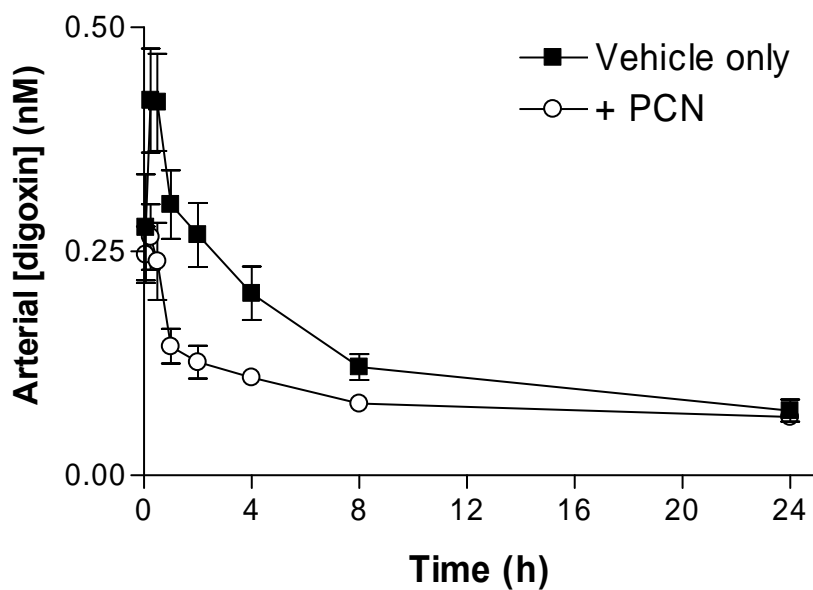 Arterial [digoxin] (nM)
0.50
0.25
0.00
Vehicle only
+ PCN
0 4 8 12 16 20 24
Time (h)